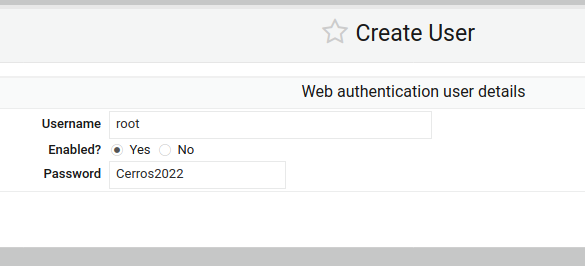 Create User
Web authentication user details
Username root
Enabled? Yes No
Password Cerros2022